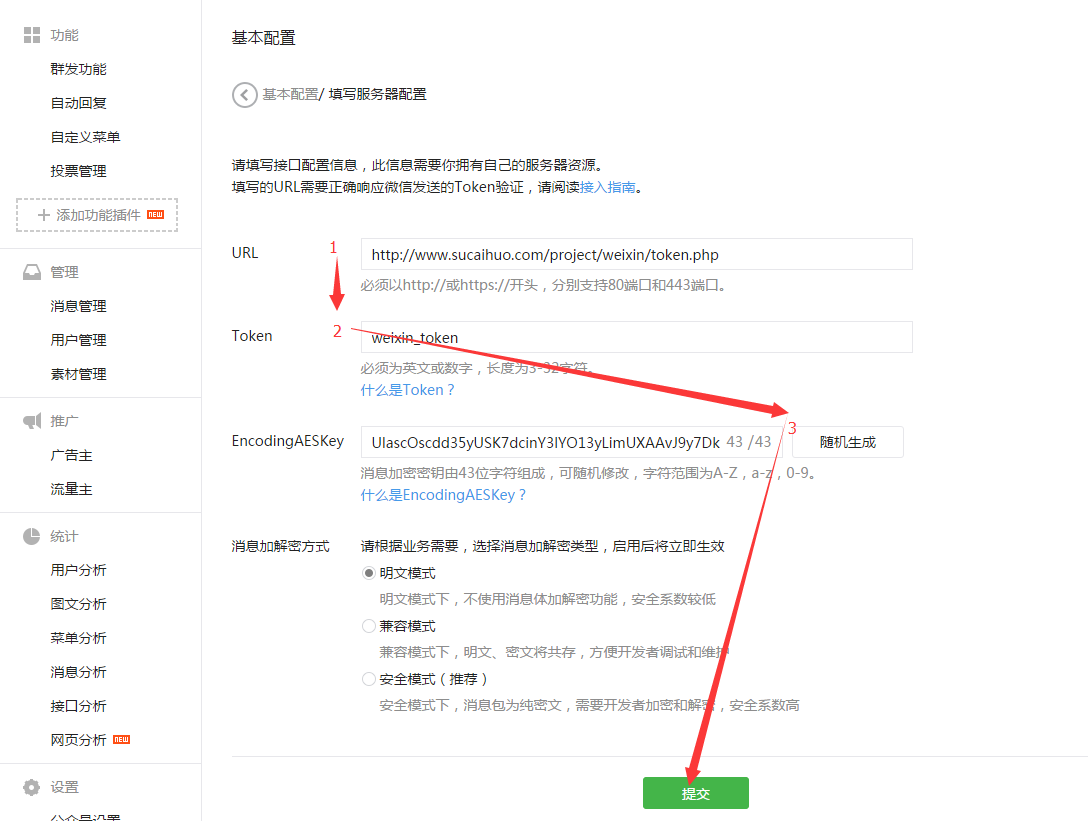 功能
群发功能
自动回复
自定义菜单
投票管理
添加功能插件 NEW
管理
消息管理
用户管理
素材管理
推广
广告主
流量主
统计
用户分析
图文分析
菜单分析
消息分析
接口分析
网页分析 NEW
设置
公众号设置
基本配置
基本配置/ 填写服务器配置
请填写接口配置信息，此信息需要你拥有自己的服务器资源。
填写的URL需要正确响应微信发送的Token验证，请阅读接入指南。
URL 1 http://www.sucaihuo.com/project/weixin/token.php
必须以http://或https://开头，分别支持80端口和443端口。
Token 2 weixin_token
必须为英文或数字，长度为3-32字符。
什么是Token？
3
EncodingAESKey UIascOscdd35yUSK7dcinY3IYO13yLimUXAAvJ9y7Dk 43 /43 随机生成
消息加密密钥由43位字符组成，可随机修改，字符范围为A-Z，a-z，0-9。
什么是EncodingAESKey？
消息加解密方式 请根据业务需要，选择消息加解密类型，启用后将立即生效
明文模式
明文模式下，不使用消息体加解密功能，安全系数较低
兼容模式
兼容模式下，明文、密文将共存，方便开发者调试和维护
安全模式（推荐）
安全模式下，消息包为纯密文，需要开发者加密和解密，安全系数高
提交